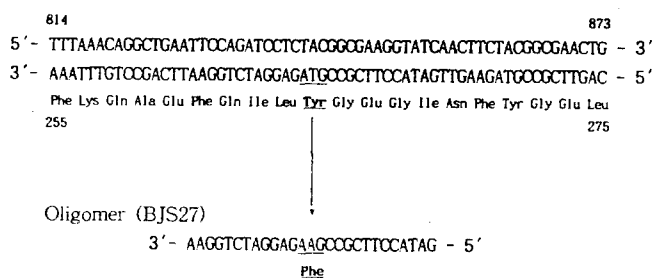 814 873
5′- TTTAAACAGGCTGAATTCCAGATCCTCTACGGCGAAGGTATCAACTTCTACGGCGAACTG - 3′
3′- AAATTTGTCCGACTTAAGGTCTAGGAGATGCCGCTTCCATAGTTGAAGATGCCGCTTGAC - 5′
Phe Lys Gln Ala Glu Phe Gln Ile Leu Tyr Gly Glu Gly Ile Asn Phe Tyr Gly Glu Leu
255 275
Oligomer (BJS27)
3′- AAGGTCTAGGAGAAGCCGCTTCCATAG - 5′
Phe